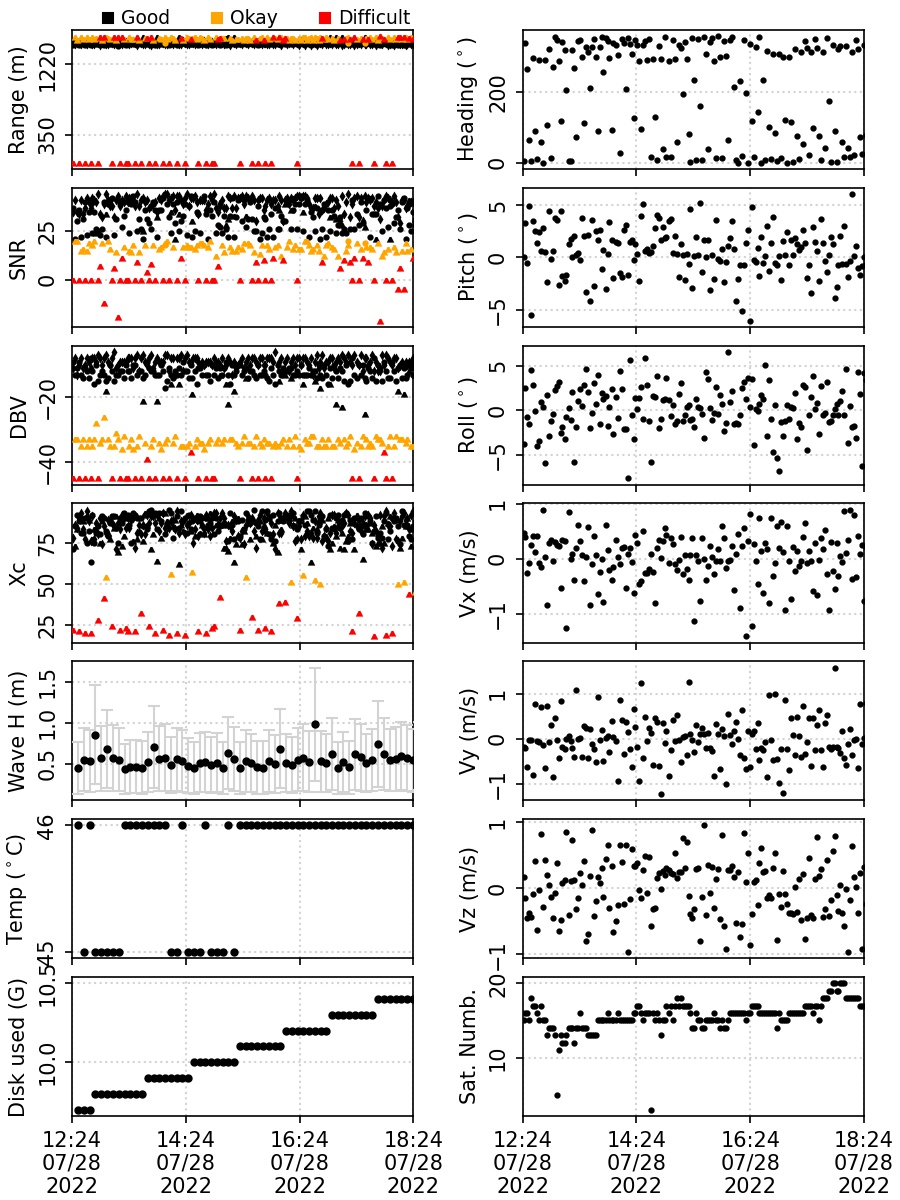 Good Okay Difficult
Range (m)
1220
350
Heading (°)
200
0
SNR
25
0
Pitch (°)
5
0
−5
DBV
−20
−40
Roll (°)
5
0
−5
Xc
75
50
25
Vx (m/s)
1
0
−1
Wave H (m)
1.5
1.0
0.5
Vy (m/s)
1
0
−1
Temp (°C)
46
45
Vz (m/s)
1
0
−1
Disk used (G)
10.5
10.0
Sat. Numb.
20
10
12:24 14:24 16:24 18:24
07/28 07/28 07/28 07/28
2022 2022 2022 2022
12:24 14:24 16:24 18:24
07/28 07/28 07/28 07/28
2022 2022 2022 2022